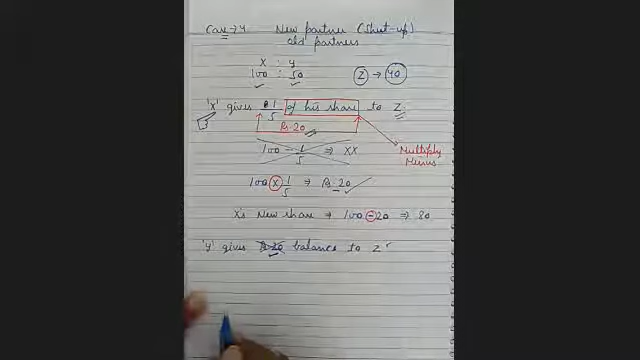 Case → 4 New partner (Shut-up)
old partners
X : Y
100 : 50 Z → 40
'X' gives 1/5 of his share to Z
Rs. 20
100 - 1/5 ⇒ XX
Multiply
Minus
100 × 1/5 ⇒ Rs. 20
X's New share ⇒ 100 - 20 ⇒ 80
'Y' gives Rs. 20 balance to Z